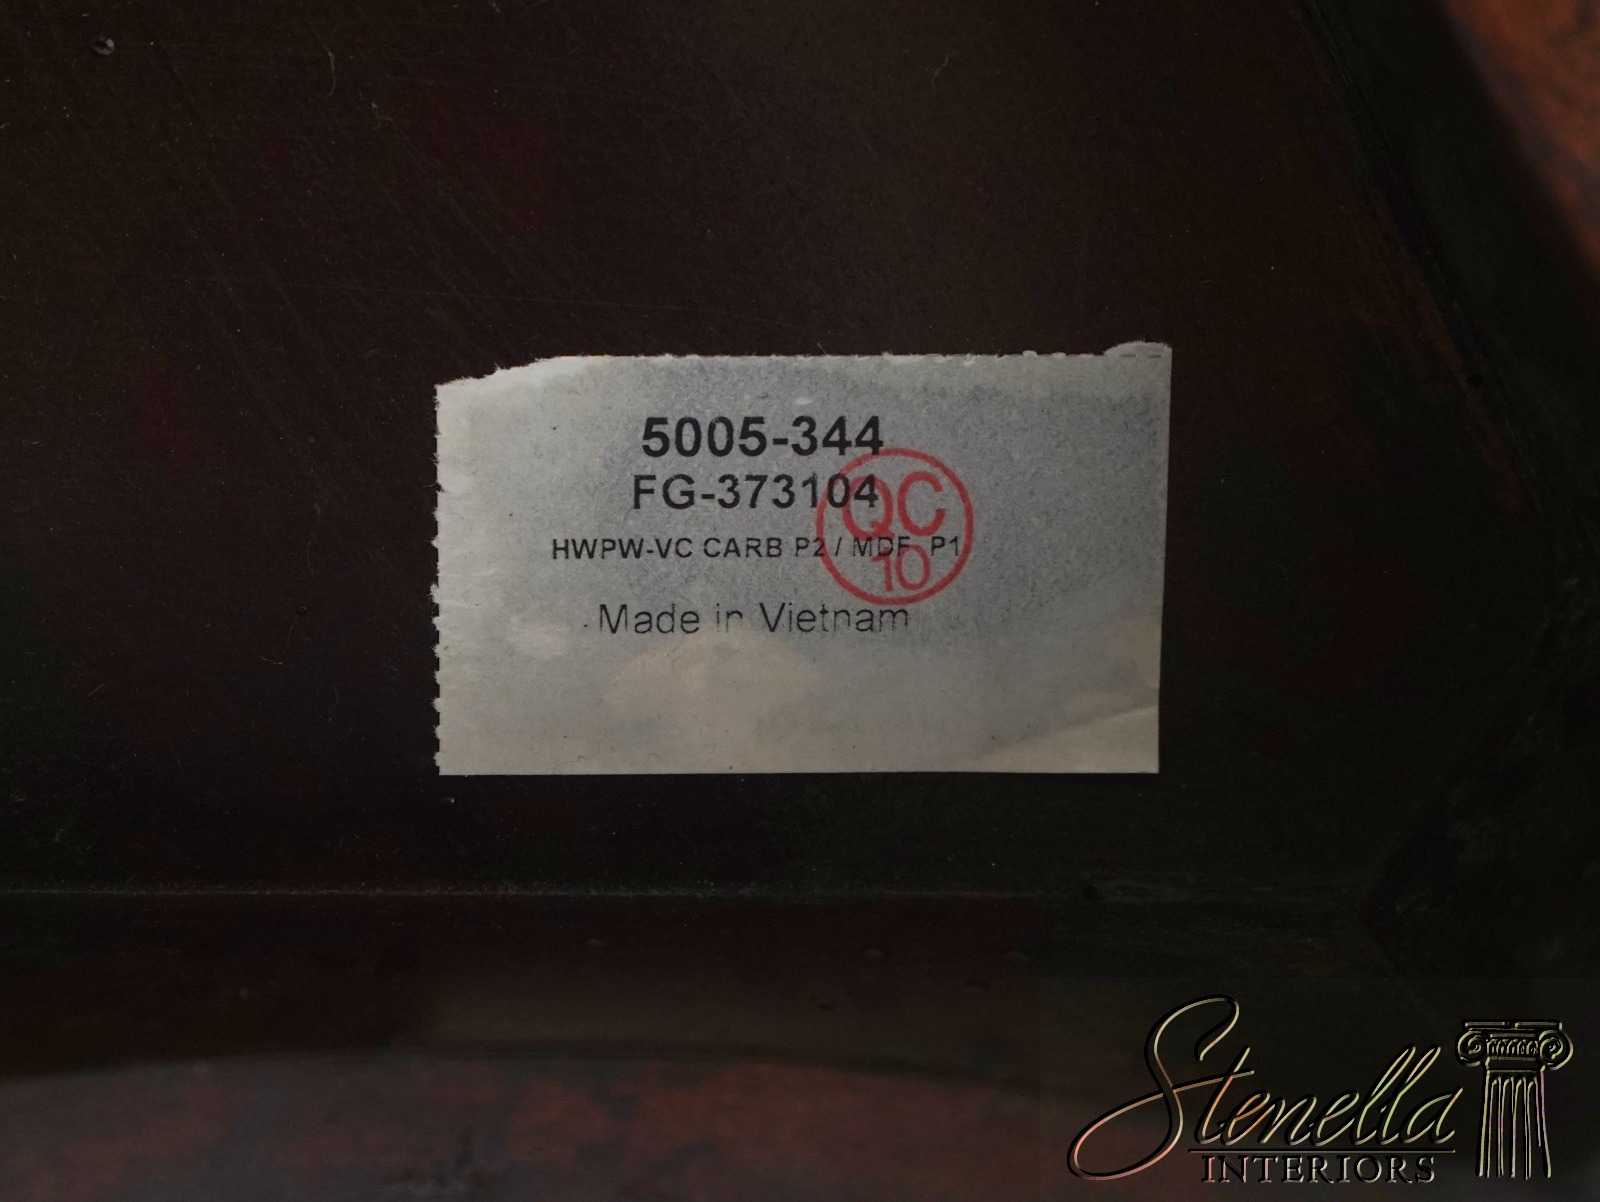 5005-344
FG-373104
HWPW-VC CARB P2 / MDF P1
QC
10
Made in Vietnam
Stenella
INTERIORS